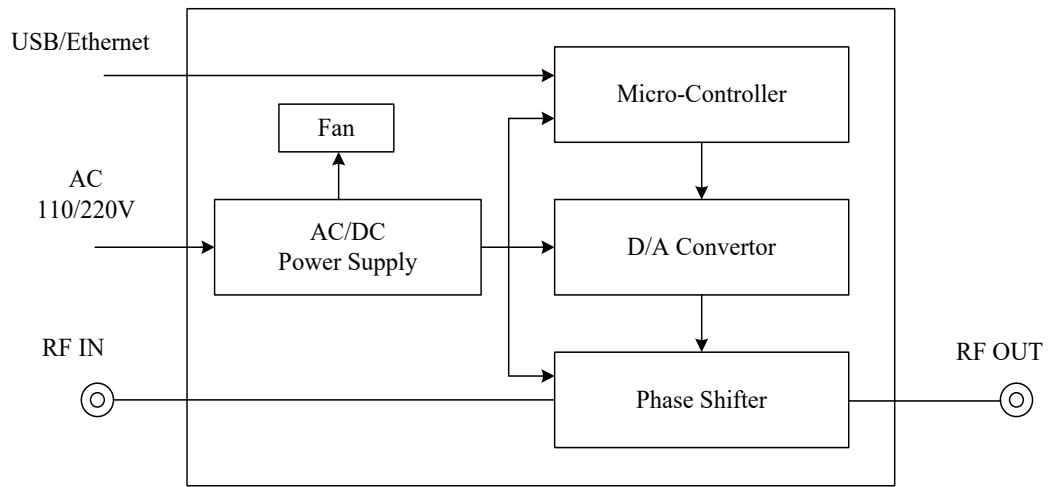 USB/Ethernet
Micro-Controller
Fan
AC
110/220V
AC/DC
Power Supply
D/A Convertor
RF IN
RF OUT
Phase Shifter